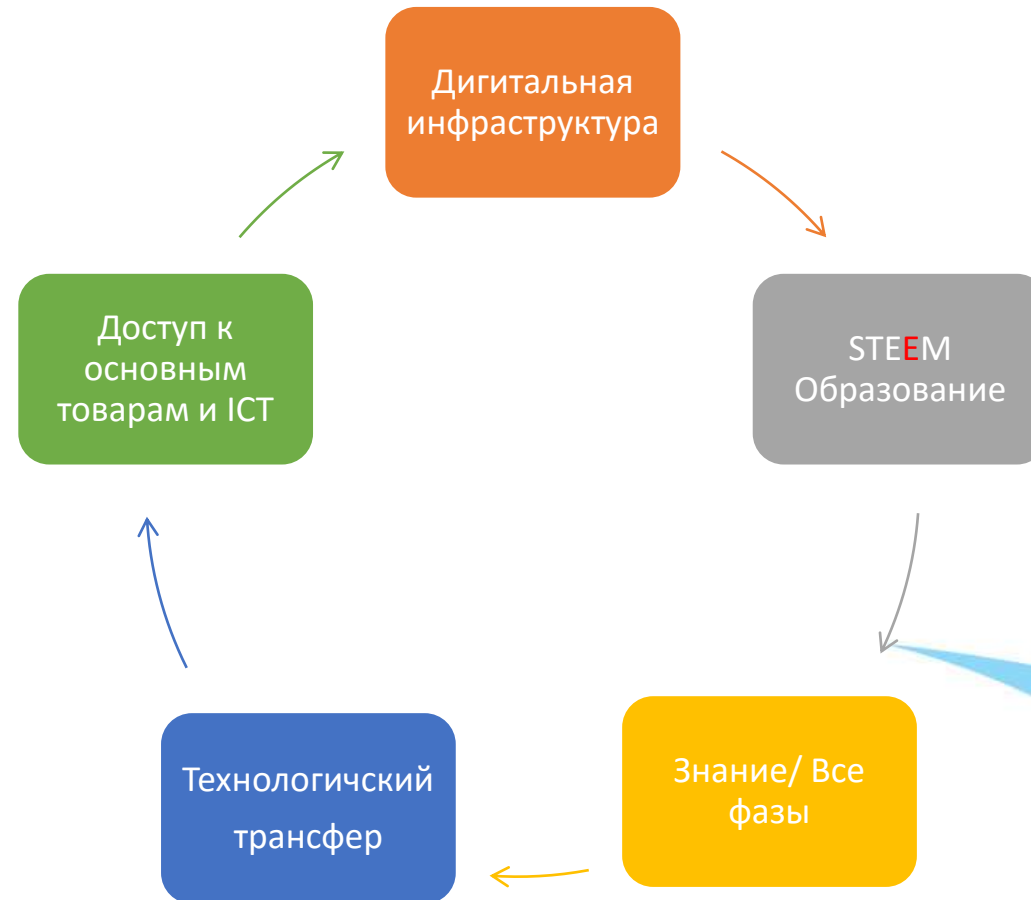 Дигитальная
инфраструктура
STEEM
Образование
Знание/ Все
фазы
Технологичский
трансфер
Доступ к
основным
товарам и ICT